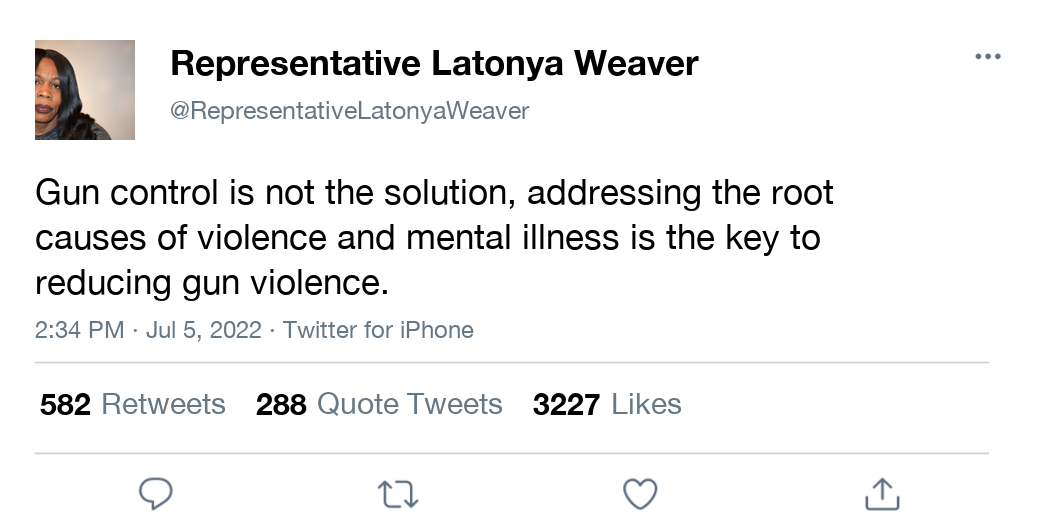 Representative Latonya Weaver
@RepresentativeLatonyaWeaver
Gun control is not the solution, addressing the root
causes of violence and mental illness is the key to
reducing gun violence.
2:34 PM · Jul 5, 2022 · Twitter for iPhone
582 Retweets 288 Quote Tweets 3227 Likes